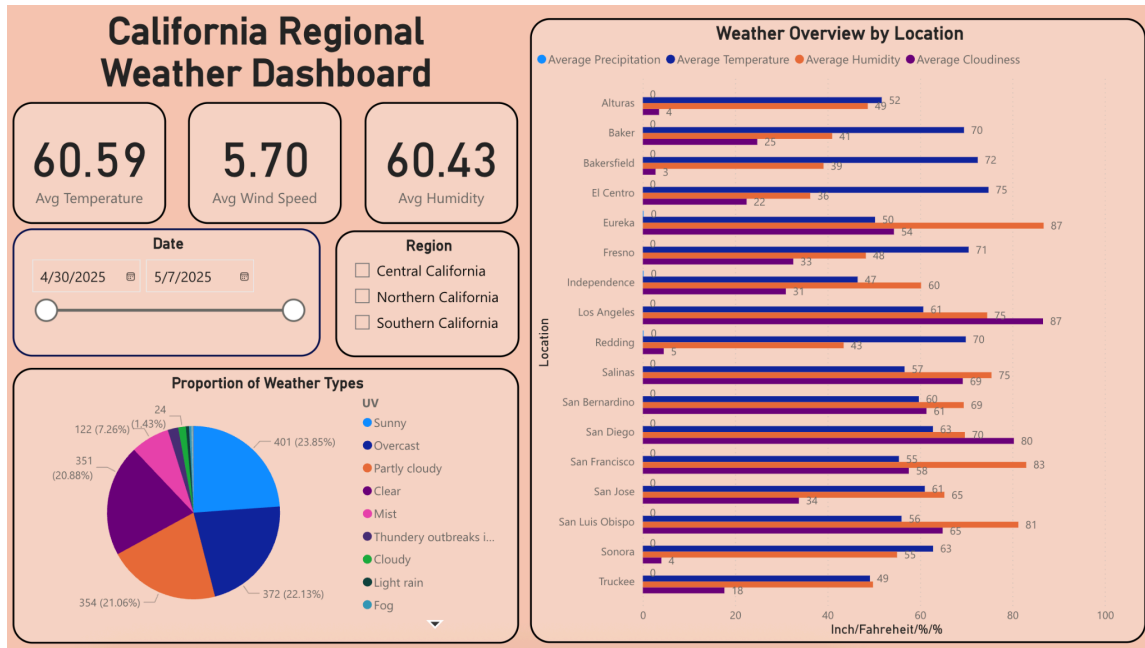 California Regional
Weather Dashboard
60.59
Avg Temperature
5.70
Avg Wind Speed
60.43
Avg Humidity
Date
4/30/2025
5/7/2025
Region
Central California
Northern California
Southern California
Proportion of Weather Types
24
(1.43%)
122 (7.26%)
351
(20.88%)
354 (21.06%)
372 (22.13%)
401 (23.85%)
UV
Sunny
Overcast
Partly cloudy
Clear
Mist
Thundery outbreaks i...
Cloudy
Light rain
Fog
Weather Overview by Location
Average Precipitation Average Temperature Average Humidity Average Cloudiness
Location
Alturas 0 52 49 4
Baker 0 70 41 25
Bakersfield 0 72 39 3
El Centro 0 75 36 22
Eureka 0 50 87 54
Fresno 0 71 48 33
Independence 0 47 60 31
Los Angeles 0 61 75 87
Redding 0 70 43 5
Salinas 0 57 75 69
San Bernardino 0 60 69 61
San Diego 0 63 70 80
San Francisco 0 55 83 58
San Jose 0 61 65 34
San Luis Obispo 0 56 81 65
Sonora 0 63 55 4
Truckee 0 49 18
0 20 40 60 80 100
Inch/Fahreheit/%/%